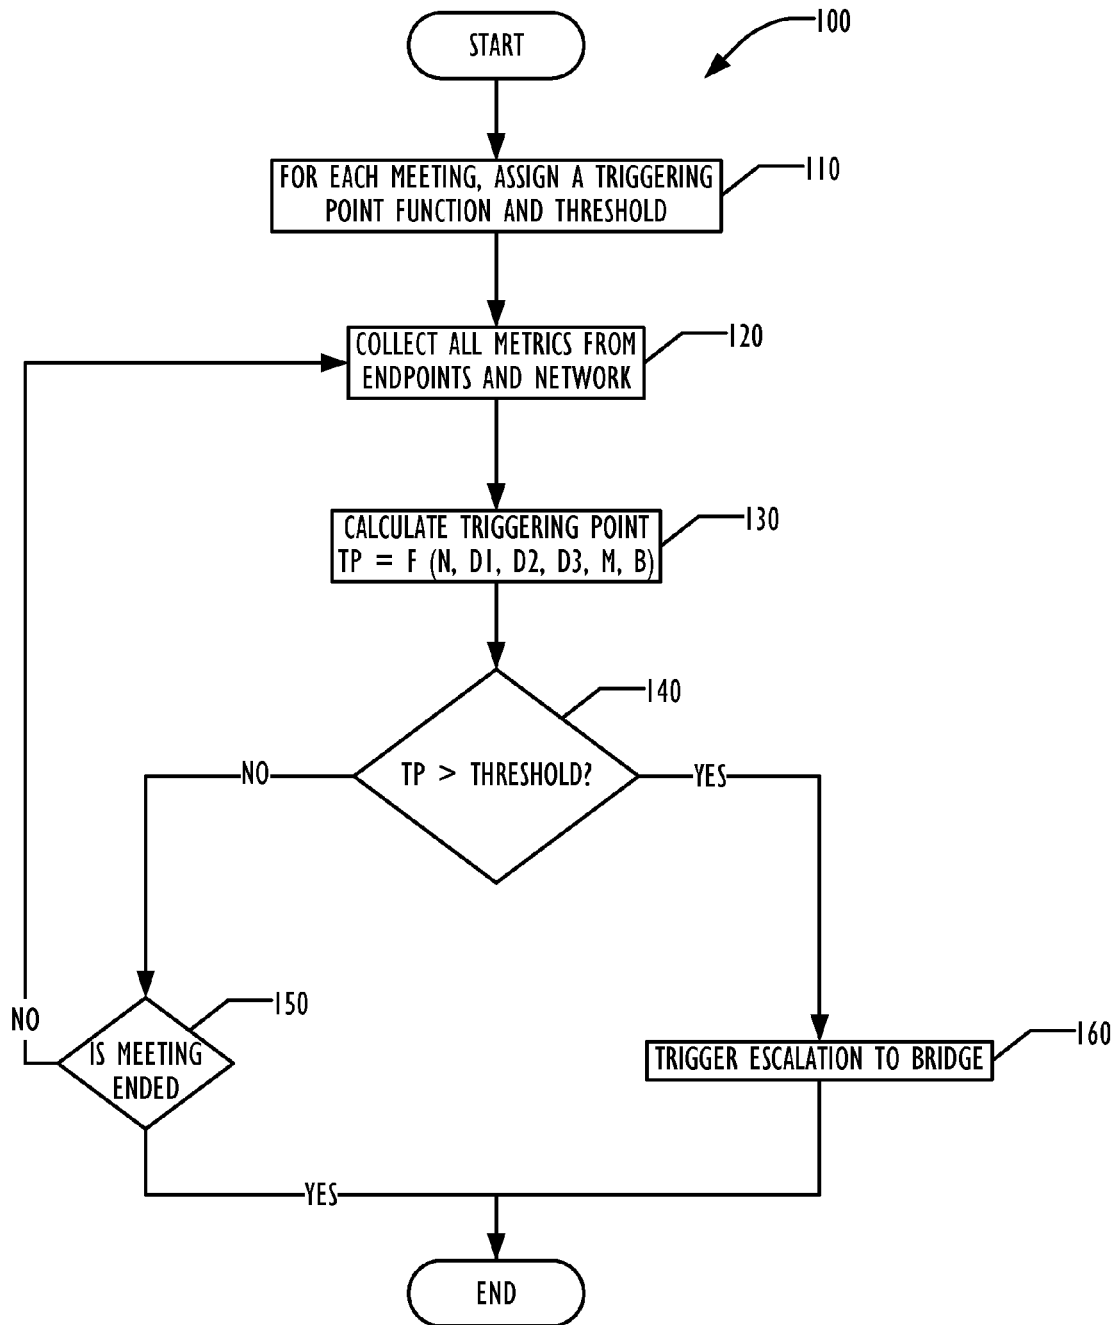 START
100
FOR EACH MEETING, ASSIGN A TRIGGERING
POINT FUNCTION AND THRESHOLD
110
COLLECT ALL METRICS FROM
ENDPOINTS AND NETWORK
120
CALCULATE TRIGGERING POINT
TP = F (N, D1, D2, D3, M, B)
130
140
TP > THRESHOLD?
NO
YES
150
NO
IS MEETING
ENDED
160
TRIGGER ESCALATION TO BRIDGE
YES
END